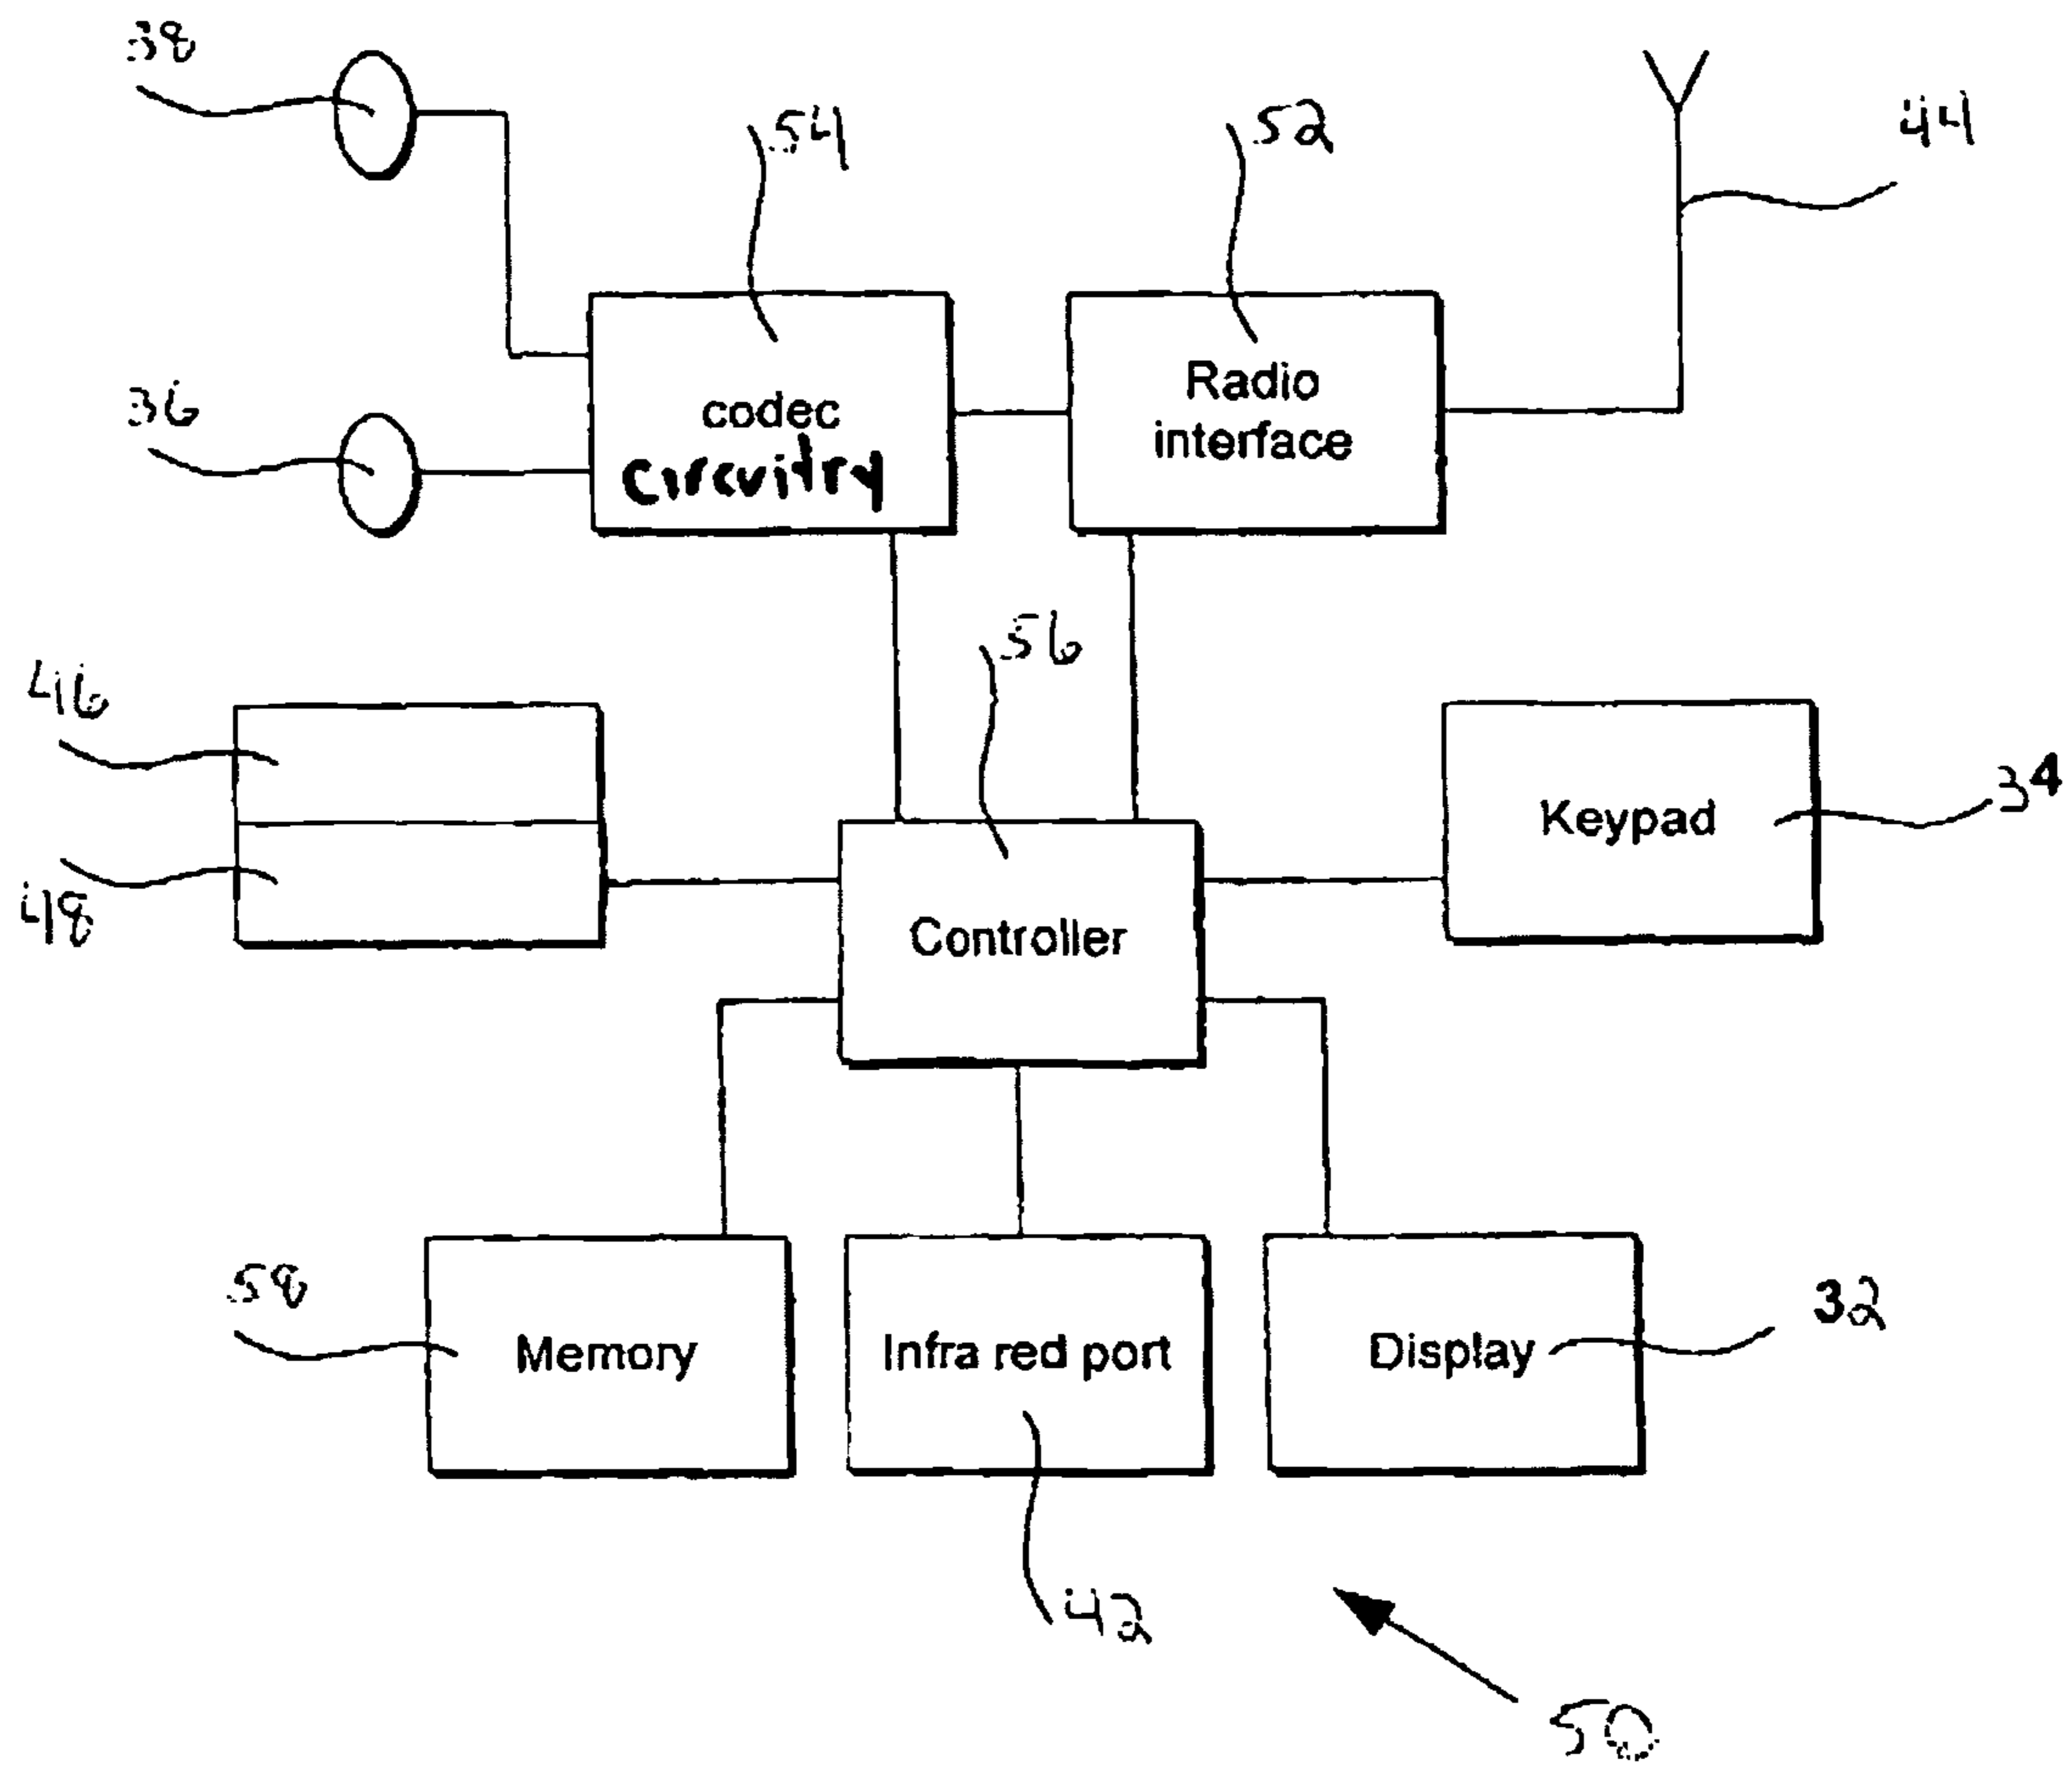 38
54
52
44
codec
circuitry
Radio
interface
36
56
46
48
Keypad
34
Controller
58
Memory
Infra red port
Display
32
42
50